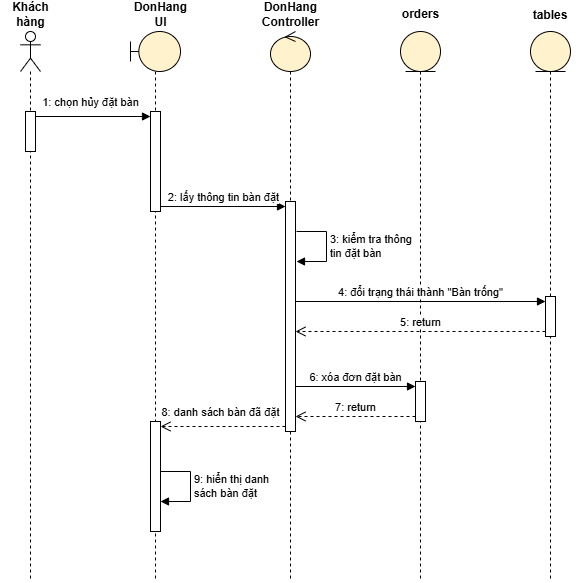 Khách
hàng
DonHang
UI
DonHang
Controller
orders
tables
1: chọn hủy đặt bàn
2: lấy thông tin bàn đặt
3: kiểm tra thông
tin đặt bàn
4: đổi trạng thái thành "Bàn trống"
5: return
6: xóa đơn đặt bàn
7: return
8: danh sách bàn đã đặt
9: hiển thị danh
sách bàn đặt